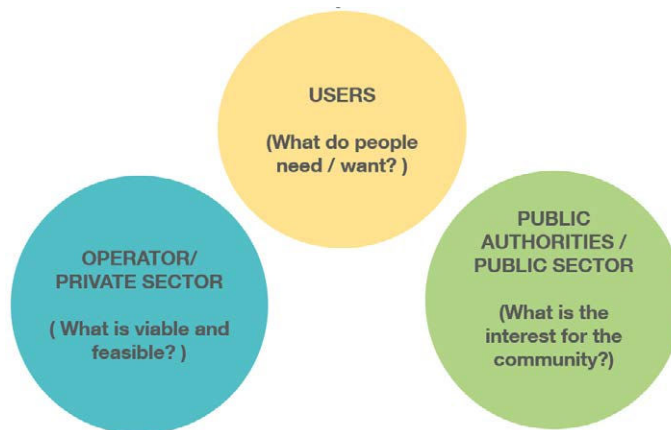 USERS
(What do people
need / want? )
OPERATOR/
PRIVATE SECTOR
( What is viable and
feasible? )
PUBLIC
AUTHORITIES /
PUBLIC SECTOR
(What is the
interest for the
community?)